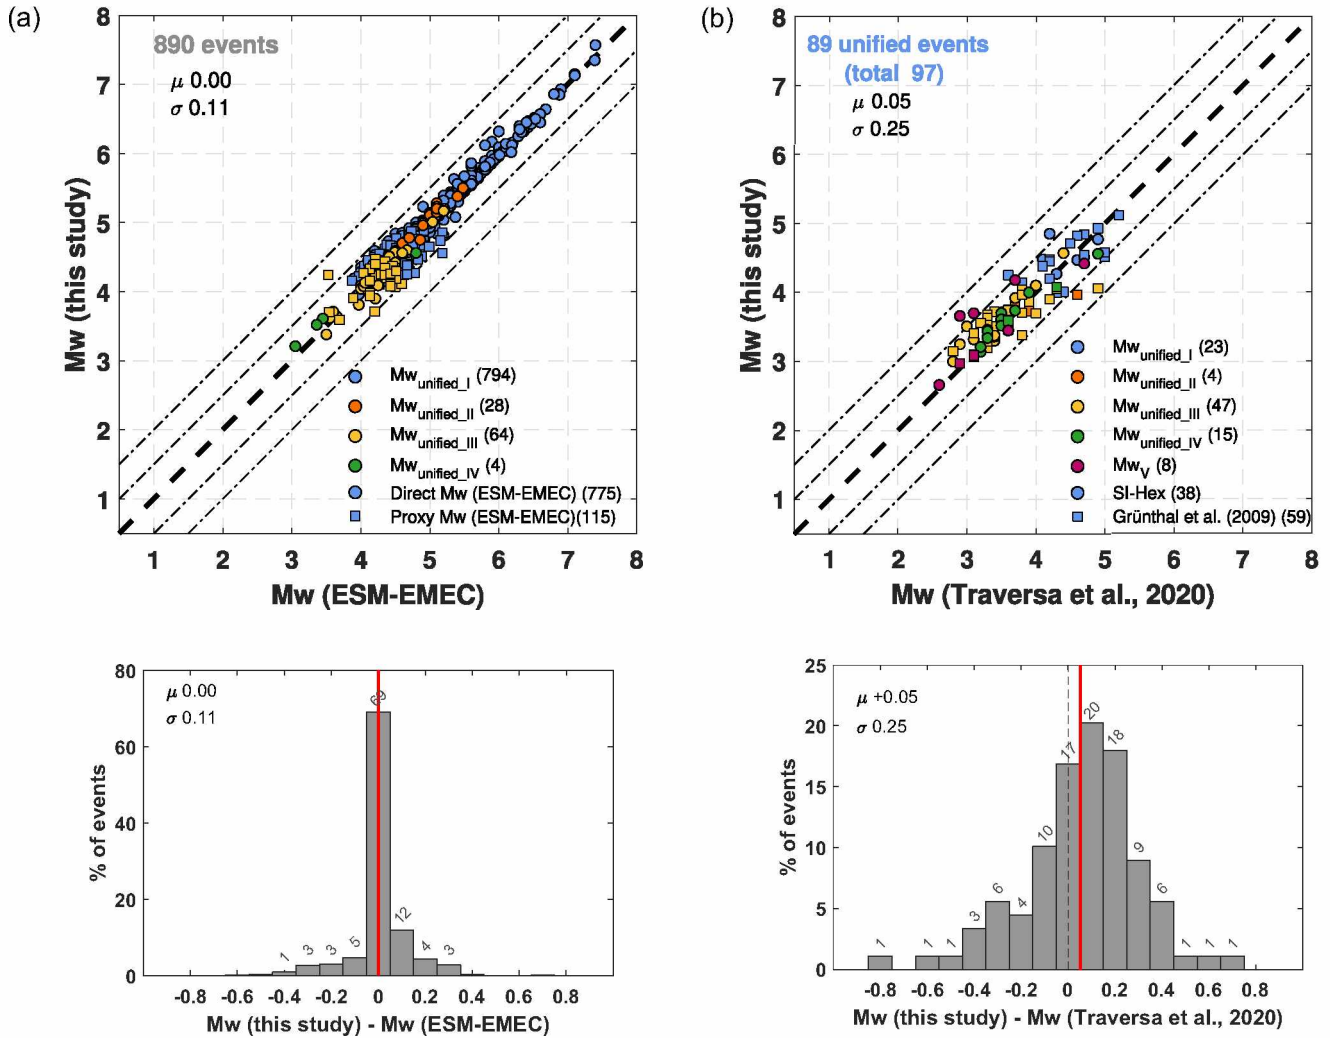 (a)
890 events
μ 0.00
σ 0.11
8
7
6
5
4
3
2
1
Mw (this study)
Mw_unified_I (794)
Mw_unified_II (28)
Mw_unified_III (64)
Mw_unified_IV (4)
Direct Mw (ESM-EMEC) (775)
Proxy Mw (ESM-EMEC)(115)
1 2 3 4 5 6 7 8
Mw (ESM-EMEC)
(b)
89 unified events
(total 97)
μ 0.05
σ 0.25
8
7
6
5
4
3
2
1
Mw (this study)
Mw_unified_I (23)
Mw_unified_II (4)
Mw_unified_III (47)
Mw_unified_IV (15)
Mw_V (8)
SI-Hex (38)
Grünthal et al. (2009) (59)
1 2 3 4 5 6 7 8
Mw (Traversa et al., 2020)
μ 0.00
σ 0.11
80
60
40
20
0
% of events
1 3 3 5 69 12 4 3
-0.8 -0.6 -0.4 -0.2 0 0.2 0.4 0.6 0.8
Mw (this study) - Mw (ESM-EMEC)
μ +0.05
σ 0.25
25
20
15
10
5
0
% of events
1 1 1 3 6 4 10 17 20 18 9 6 1 1 1
-0.8 -0.6 -0.4 -0.2 0 0.2 0.4 0.6 0.8
Mw (this study) - Mw (Traversa et al., 2020)